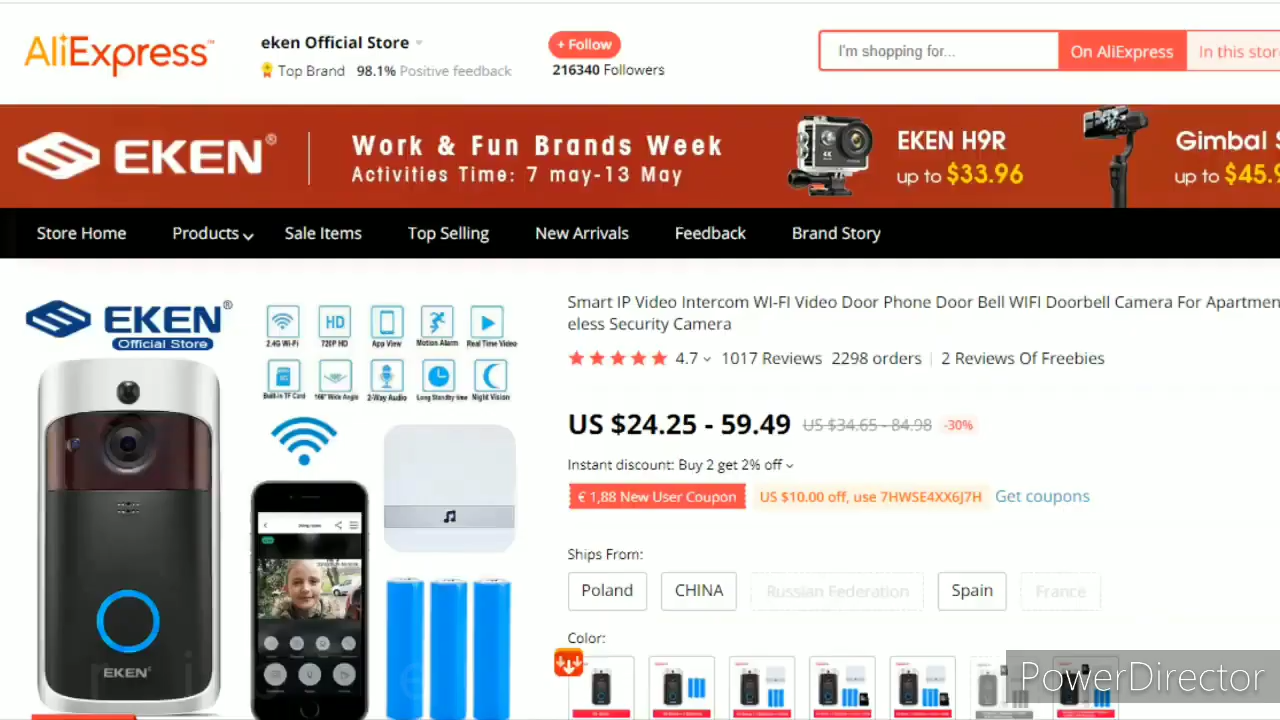 AliExpress™
eken Official Store
Top Brand 98.1% Positive feedback
+ Follow
216340 Followers
I'm shopping for...
On AliExpress
In this stor
EKEN®
Work & Fun Brands Week
Activities Time: 7 may-13 May
EKEN H9R
up to $33.96
Gimbal S
up to $45.9
Store Home
Products
Sale Items
Top Selling
New Arrivals
Feedback
Brand Story
EKEN®
Official Store
2.4G Wi-Fi
HD
720P HD
App View
Motion Alarm
Real Time Video
Built-in TF Card
166° Wide Angle
2-Way Audio
Long Standby time
Night Vision
EKEN
Smart IP Video Intercom WI-FI Video Door Phone Door Bell WIFI Doorbell Camera For Apartmen
eless Security Camera
4.7 1017 Reviews 2298 orders | 2 Reviews Of Freebies
US $24.25 - 59.49 US $34.65 - 84.98 -30%
Instant discount: Buy 2 get 2% off
€ 1,88 New User Coupon
US $10.00 off, use 7HWSE4XX6J7H
Get coupons
Ships From:
Poland
CHINA
Russian Federation
Spain
France
Color:
PowerDirector